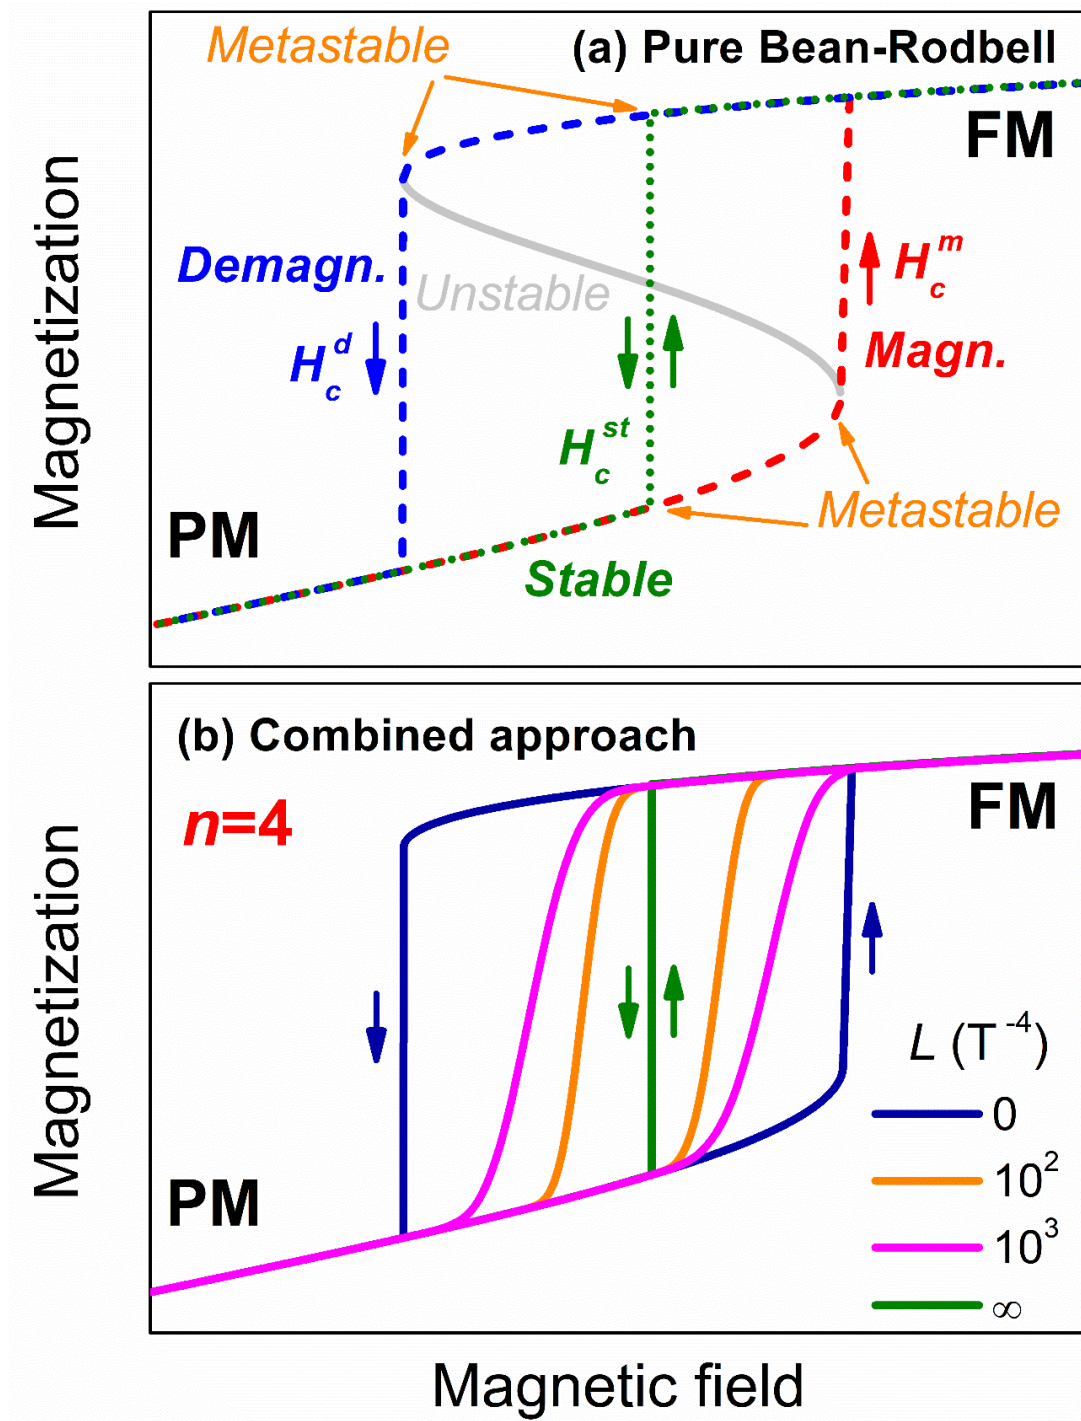 Metastable
(a) Pure Bean-Rodbell
FM
Magnetization
Demagn.
Unstable
H_c^m
H_c^d
Magn.
H_c^st
Metastable
PM
Stable
(b) Combined approach
n=4
FM
Magnetization
L (T^-4)
0
10^2
PM
10^3
∞
Magnetic field